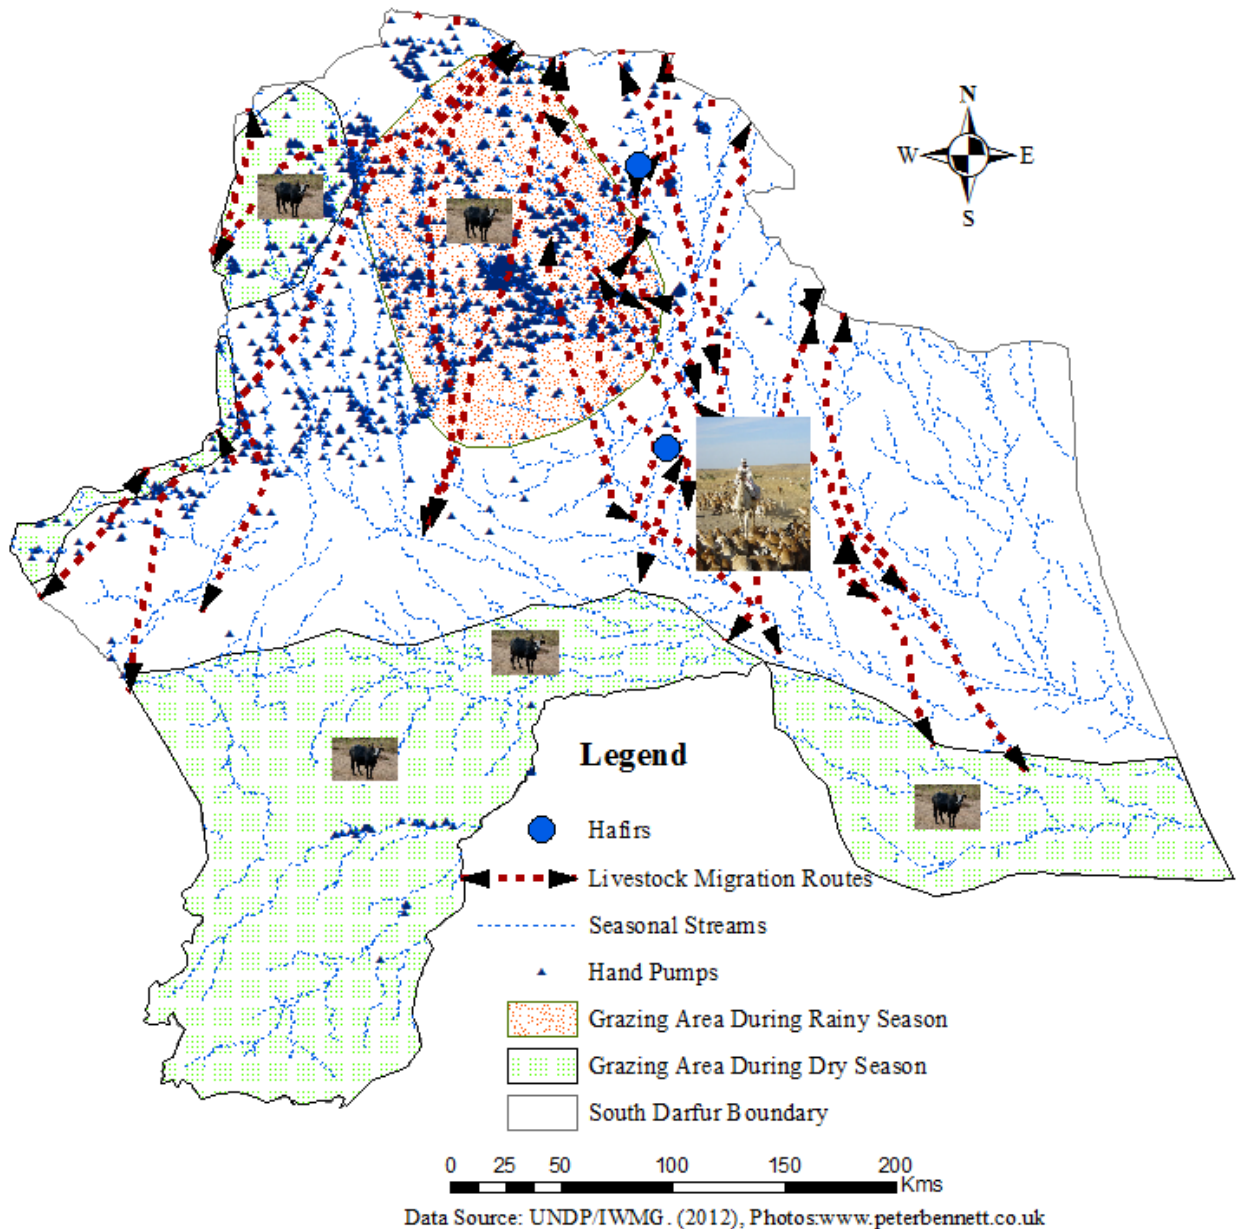 N
W E
S
Legend
Hafirs
Livestock Migration Routes
Seasonal Streams
Hand Pumps
Grazing Area During Rainy Season
Grazing Area During Dry Season
South Darfur Boundary
0 25 50 100 150 200
Kms
Data Source: UNDP/IWMG. (2012), Photos:www.peterbennett.co.uk